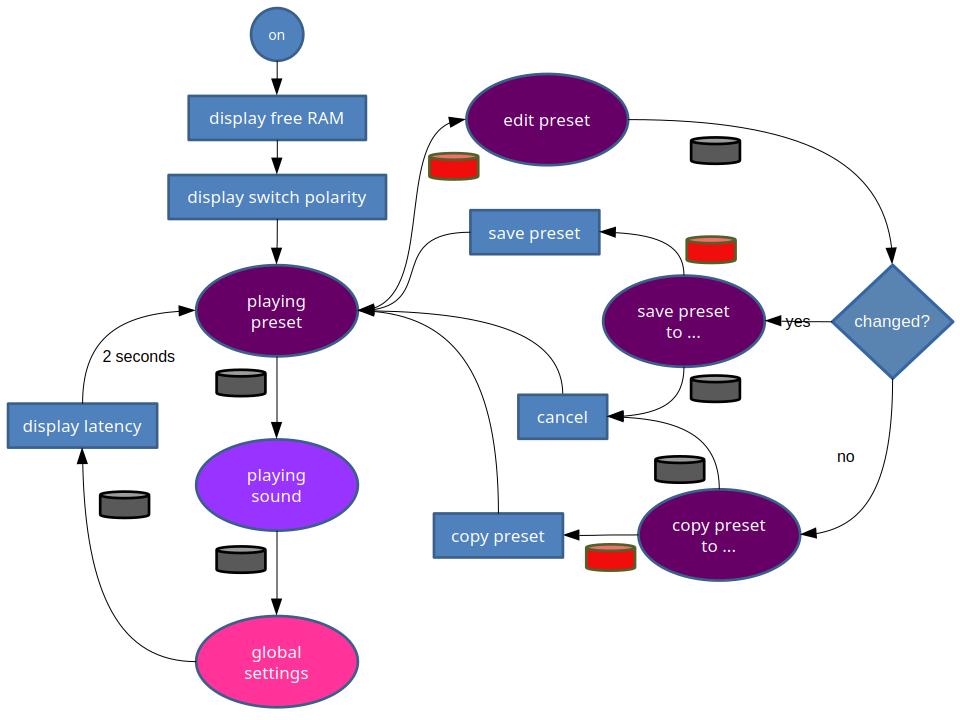 on
display free RAM
edit preset
display switch polarity
save preset
playing
preset
save preset
to ...
yes
changed?
2 seconds
display latency
cancel
no
playing
sound
copy preset
copy preset
to ...
global
settings